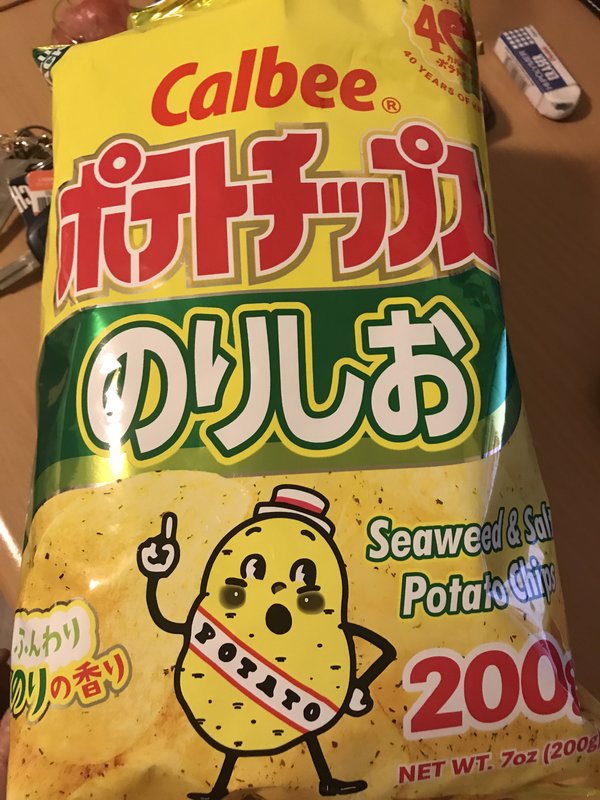 Calbee®
40 YEARS OF
ポテトチップス
のりしお
Seaweed & Salt
Potato Chips
ふんわり
のりの香り
POTATO
200g
NET WT. 7oz (200g)